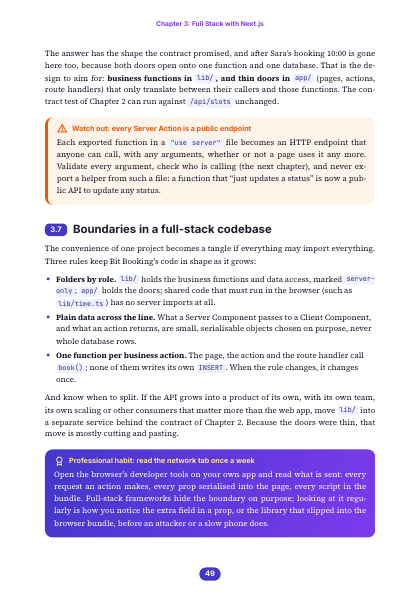 Chapter 3: Full Stack with Next.js
The answer has the shape the contract promised, and after Sara's booking 10:00 is gone
here too, because both doors open onto one function and one database. That is the de-
sign to aim for: business functions in lib/, and thin doors in app/ (pages, actions,
route handlers) that only translate between their callers and those functions. The con-
tract test of Chapter 2 can run against /api/slots unchanged.
Watch out: every Server Action is a public endpoint
Each exported function in a "use server" file becomes an HTTP endpoint that
anyone can call, with any arguments, whether or not a page uses it any more.
Validate every argument, check who is calling (the next chapter), and never ex-
port a helper from such a file: a function that "just updates a status" is now a pub-
lic API to update any status.
3.7 Boundaries in a full-stack codebase
The convenience of one project becomes a tangle if everything may import everything.
Three rules keep Bit Booking's code in shape as it grows:
• Folders by role. lib/ holds the business functions and data access, marked server-
only; app/ holds the doors; shared code that must run in the browser (such as
lib/time.ts) has no server imports at all.
• Plain data across the line. What a Server Component passes to a Client Component,
and what an action returns, are small, serialisable objects chosen on purpose, never
whole database rows.
• One function per business action. The page, the action and the route handler call
book(); none of them writes its own INSERT. When the rule changes, it changes
once.
And know when to split. If the API grows into a product of its own, with its own team,
its own scaling or other consumers that matter more than the web app, move lib/ into
a separate service behind the contract of Chapter 2. Because the doors were thin, that
move is mostly cutting and pasting.
Professional habit: read the network tab once a week
Open the browser's developer tools on your own app and read what is sent: every
request an action makes, every prop serialised into the page, every script in the
bundle. Full-stack frameworks hide the boundary on purpose; looking at it regu-
larly is how you notice the extra field in a prop, or the library that slipped into the
browser bundle, before an attacker or a slow phone does.
49